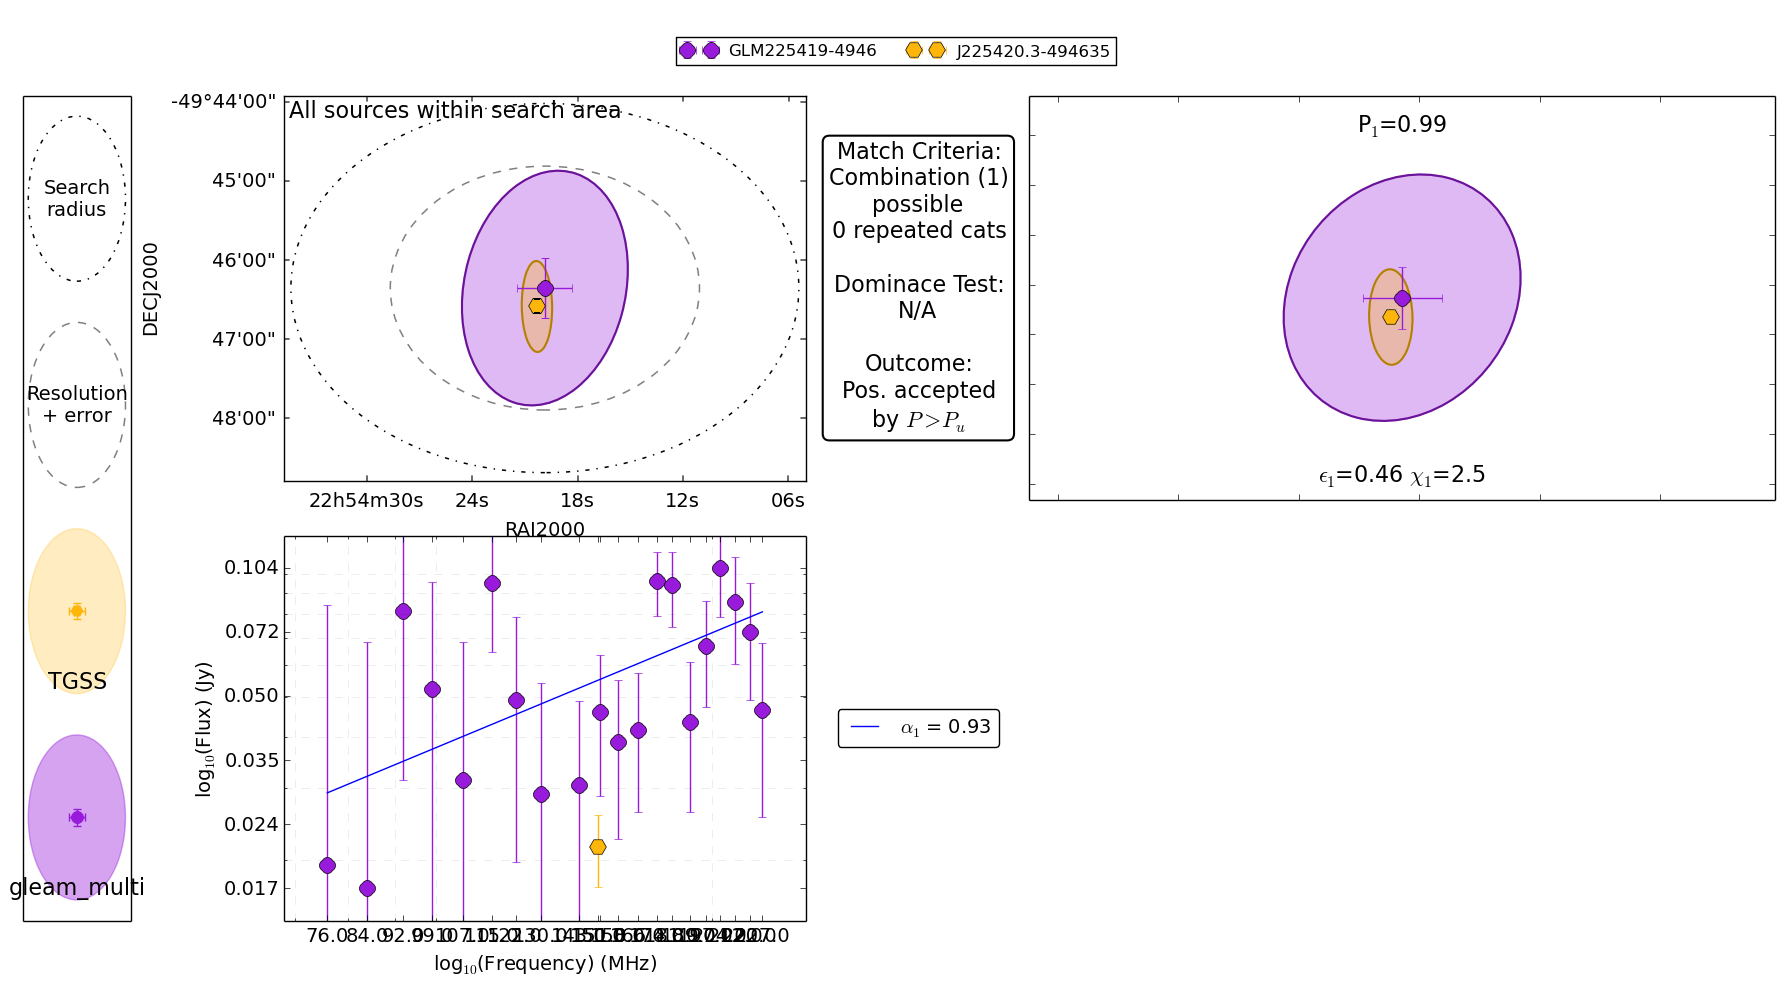 GLM225419-4946 J225420.3-494635
Search
radius
Resolution
+ error
TGSS
gleam_multi
All sources within search area
DECJ2000
-49°44'00"
45'00"
46'00"
47'00"
48'00"
22h54m30s 24s 18s 12s 06s
RAJ2000
Match Criteria:
Combination (1)
possible
0 repeated cats
Dominace Test:
N/A
Outcome:
Pos. accepted
by P>Pu
P1=0.99
ϵ1=0.46 χ1=2.5
log10(Flux) (Jy)
0.104
0.072
0.050
0.035
0.024
0.017
76.0 84.0 92.0 99.0
log10(Frequency) (MHz)
α1 = 0.93